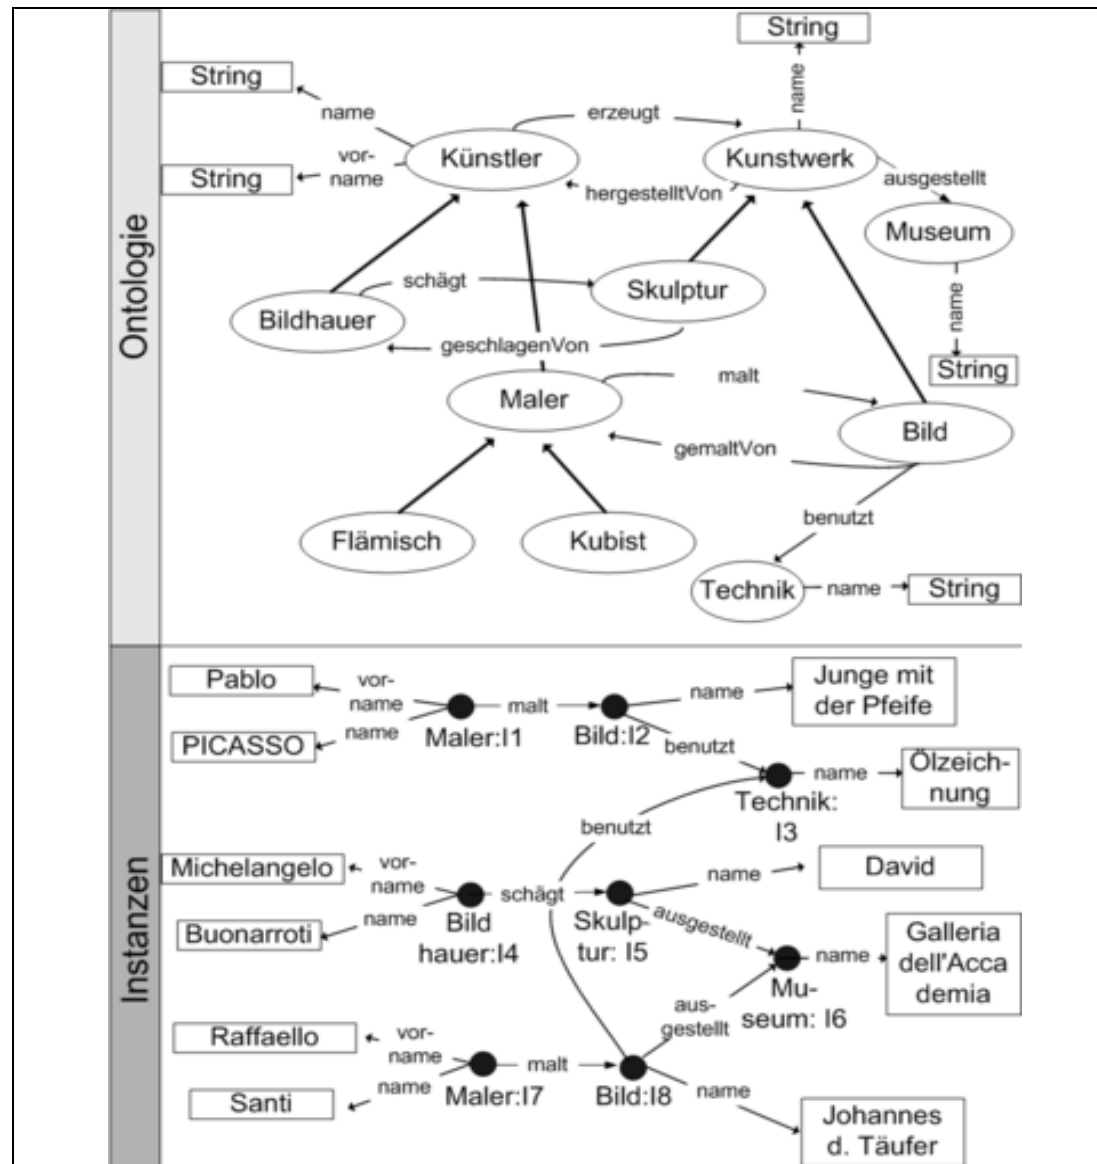 Ontologie
String
String
name
erzeugt
name
Künstler
Kunstwerk
vor-
name
String
hergestelltVon
ausgestellt
Museum
schägt
Skulptur
Bildhauer
name
geschlagenVon
malt
String
Maler
Bild
gemaltVon
benutzt
Flämisch
Kubist
Technik
name
String
Instanzen
Pablo
vor-
name
name
PICASSO
Maler:I1
malt
Bild:I2
name
Junge mit
der Pfeife
benutzt
Technik:
I3
name
Ölzeich-
nung
benutzt
Michelangelo
vor-
name
name
Buonarroti
Bild
hauer:I4
schägt
Skulp-
tur: I5
name
David
ausgestellt
Mu-
seum: I6
name
Galleria
dell'Acca
demia
aus-
gestellt
Raffaello
vor-
name
name
Santi
Maler:I7
malt
Bild:I8
name
Johannes
d. Täufer